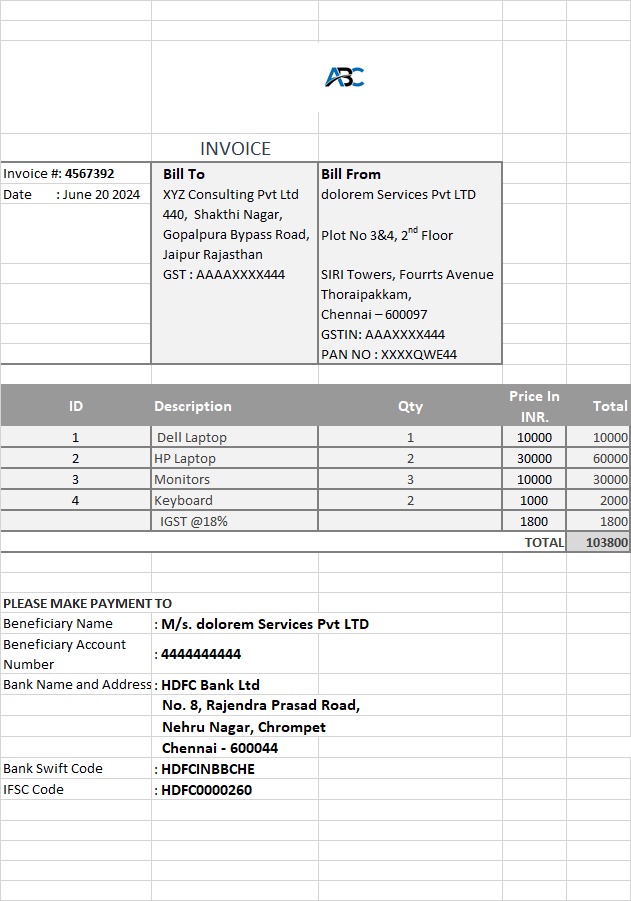 ABC
INVOICE
Invoice #: 4567392
Date : June 20 2024
Bill To
XYZ Consulting Pvt Ltd
440, Shakthi Nagar,
Gopalpura Bypass Road,
Jaipur Rajasthan
GST : AAAAXXXX444
Bill From
dolorem Services Pvt LTD
Plot No 3&4, 2nd Floor
SIRI Towers, Fourrts Avenue
Thoraipakkam,
Chennai – 600097
GSTIN: AAAXXXX444
PAN NO : XXXXQWE44
ID Description Qty Price In INR. Total
1 Dell Laptop 1 10000 10000
2 HP Laptop 2 30000 60000
3 Monitors 3 10000 30000
4 Keyboard 2 1000 2000
IGST @18% 1800 1800
TOTAL 103800
PLEASE MAKE PAYMENT TO
Beneficiary Name : M/s. dolorem Services Pvt LTD
Beneficiary Account Number : 4444444444
Bank Name and Address : HDFC Bank Ltd
No. 8, Rajendra Prasad Road,
Nehru Nagar, Chrompet
Chennai - 600044
Bank Swift Code : HDFCINBBCHE
IFSC Code : HDFC0000260